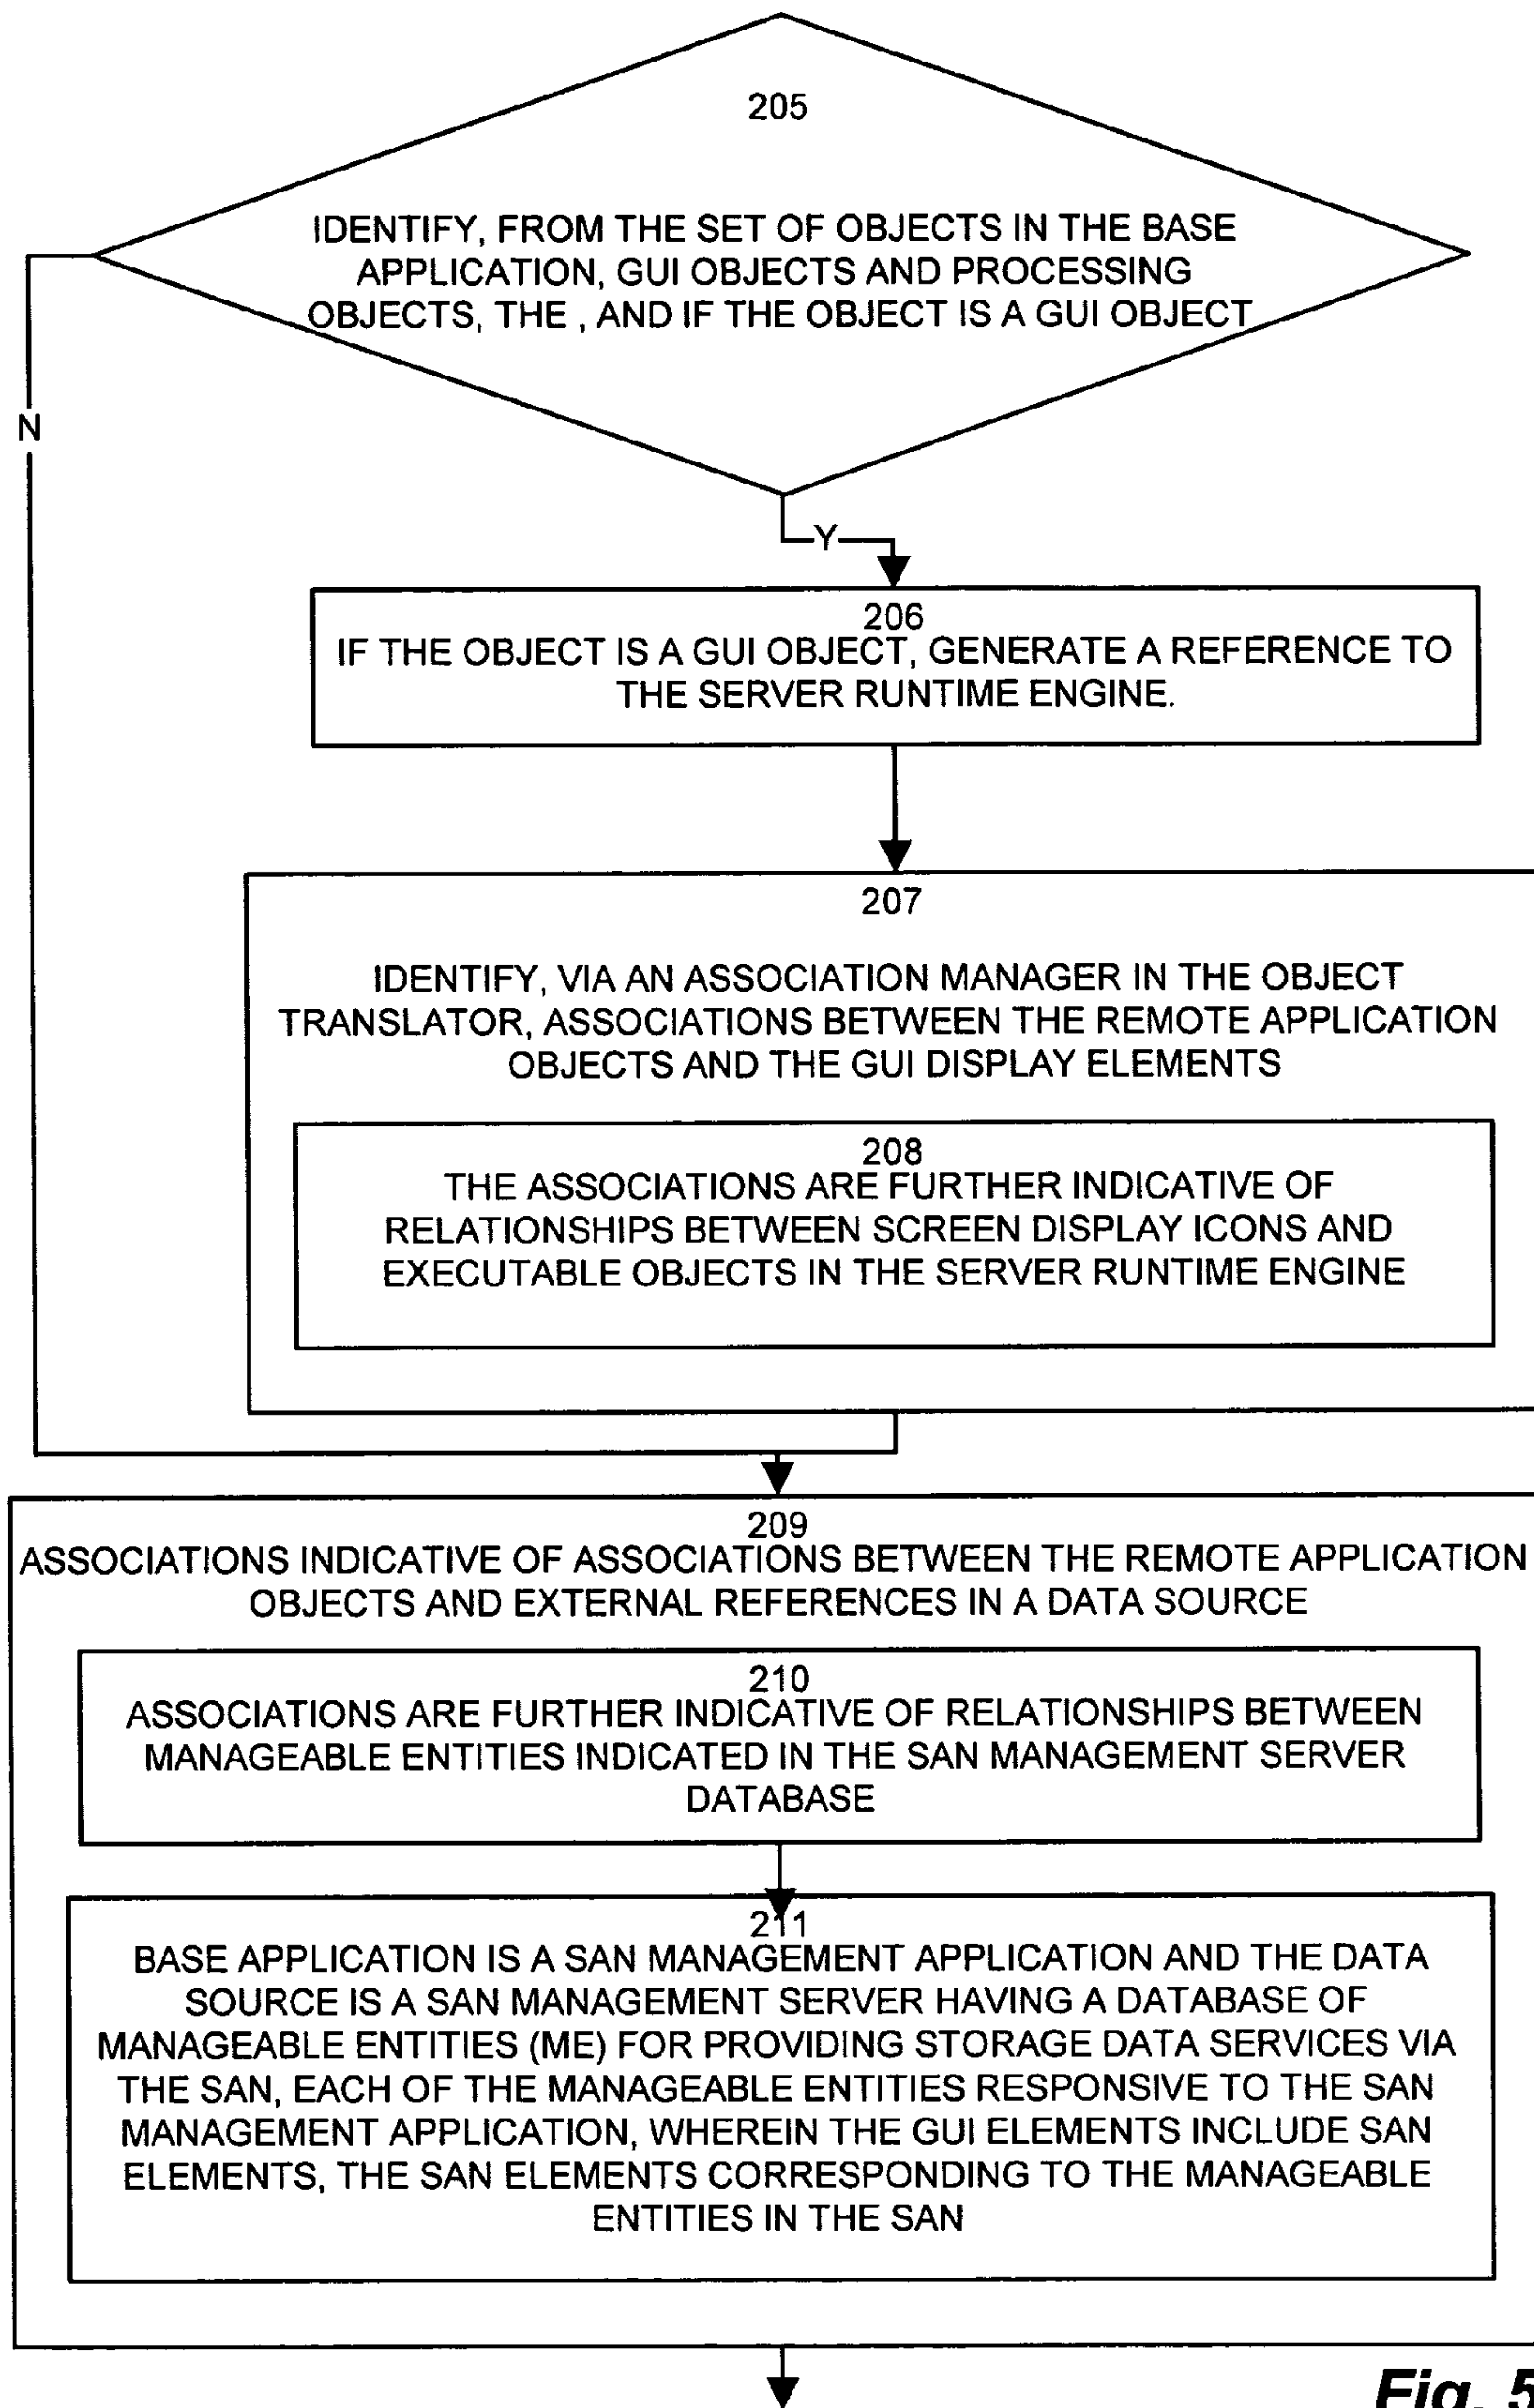 205
IDENTIFY, FROM THE SET OF OBJECTS IN THE BASE
APPLICATION, GUI OBJECTS AND PROCESSING
OBJECTS, THE , AND IF THE OBJECT IS A GUI OBJECT
N
Y
206
IF THE OBJECT IS A GUI OBJECT, GENERATE A REFERENCE TO
THE SERVER RUNTIME ENGINE.
207
IDENTIFY, VIA AN ASSOCIATION MANAGER IN THE OBJECT
TRANSLATOR, ASSOCIATIONS BETWEEN THE REMOTE APPLICATION
OBJECTS AND THE GUI DISPLAY ELEMENTS
208
THE ASSOCIATIONS ARE FURTHER INDICATIVE OF
RELATIONSHIPS BETWEEN SCREEN DISPLAY ICONS AND
EXECUTABLE OBJECTS IN THE SERVER RUNTIME ENGINE
209
ASSOCIATIONS INDICATIVE OF ASSOCIATIONS BETWEEN THE REMOTE APPLICATION
OBJECTS AND EXTERNAL REFERENCES IN A DATA SOURCE
210
ASSOCIATIONS ARE FURTHER INDICATIVE OF RELATIONSHIPS BETWEEN
MANAGEABLE ENTITIES INDICATED IN THE SAN MANAGEMENT SERVER
DATABASE
211
BASE APPLICATION IS A SAN MANAGEMENT APPLICATION AND THE DATA
SOURCE IS A SAN MANAGEMENT SERVER HAVING A DATABASE OF
MANAGEABLE ENTITIES (ME) FOR PROVIDING STORAGE DATA SERVICES VIA
THE SAN, EACH OF THE MANAGEABLE ENTITIES RESPONSIVE TO THE SAN
MANAGEMENT APPLICATION, WHEREIN THE GUI ELEMENTS INCLUDE SAN
ELEMENTS, THE SAN ELEMENTS CORRESPONDING TO THE MANAGEABLE
ENTITIES IN THE SAN
Fig. 5